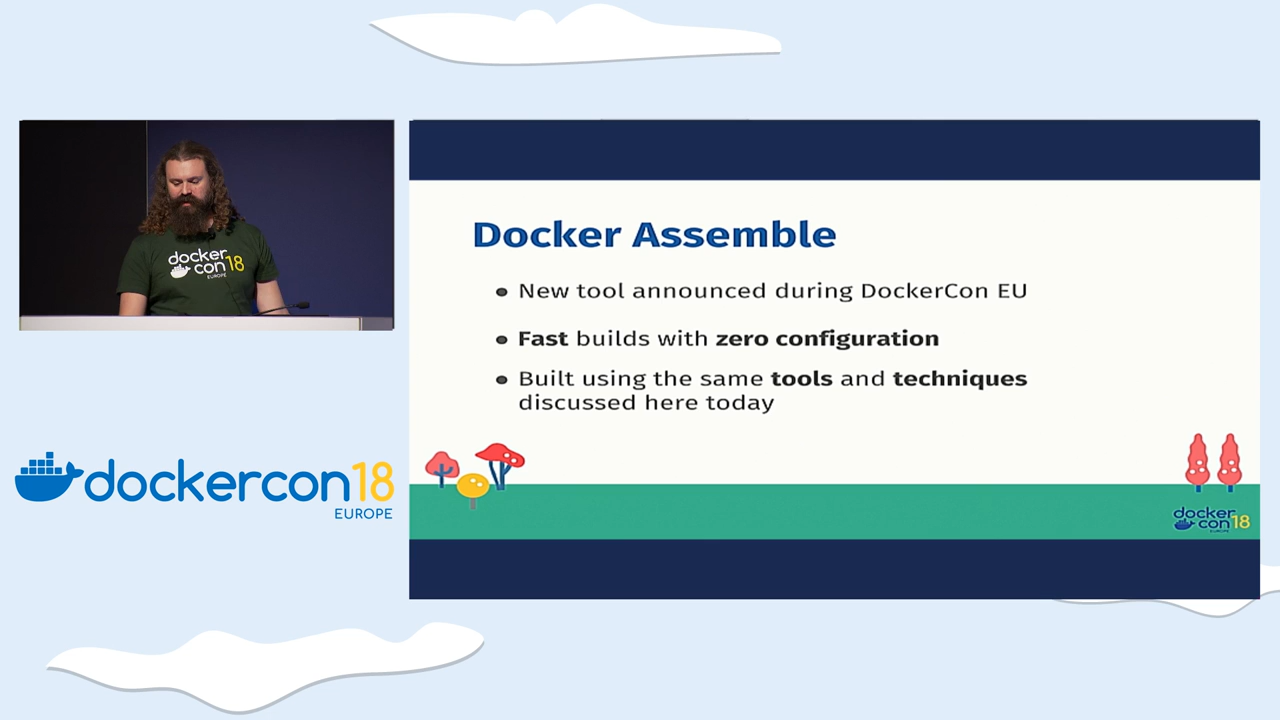 docker
con18
EUROPE
dockercon18
EUROPE
Docker Assemble
New tool announced during DockerCon EU
Fast builds with zero configuration
Built using the same tools and techniques
discussed here today
docker
con18
EUROPE